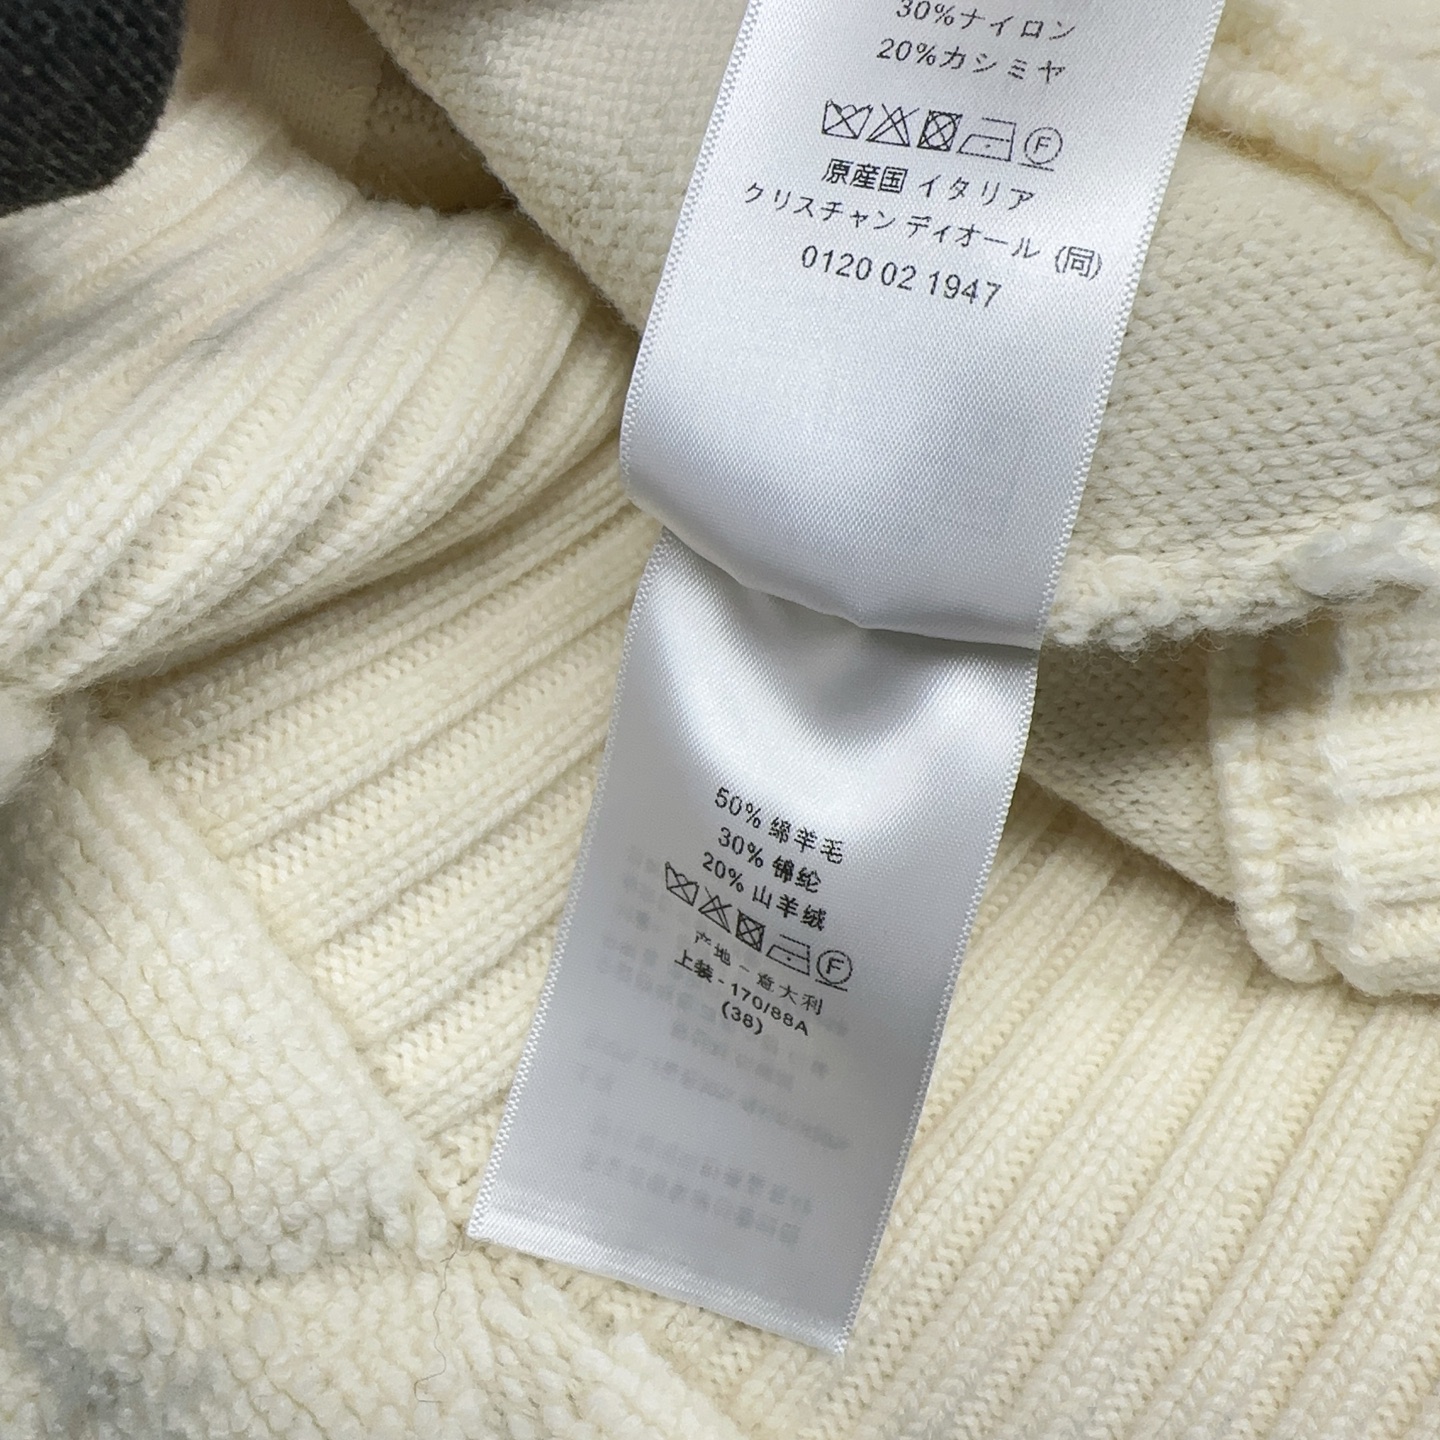 30%ナイロン
20%カシミヤ
F
原産国 イタリア
クリスチャン ディオール (同)
0120 02 1947
50% 绵羊毛
30% 锦纶
20% 山羊绒
F
产地 - 意大利
上装 - 170/88A
(38)